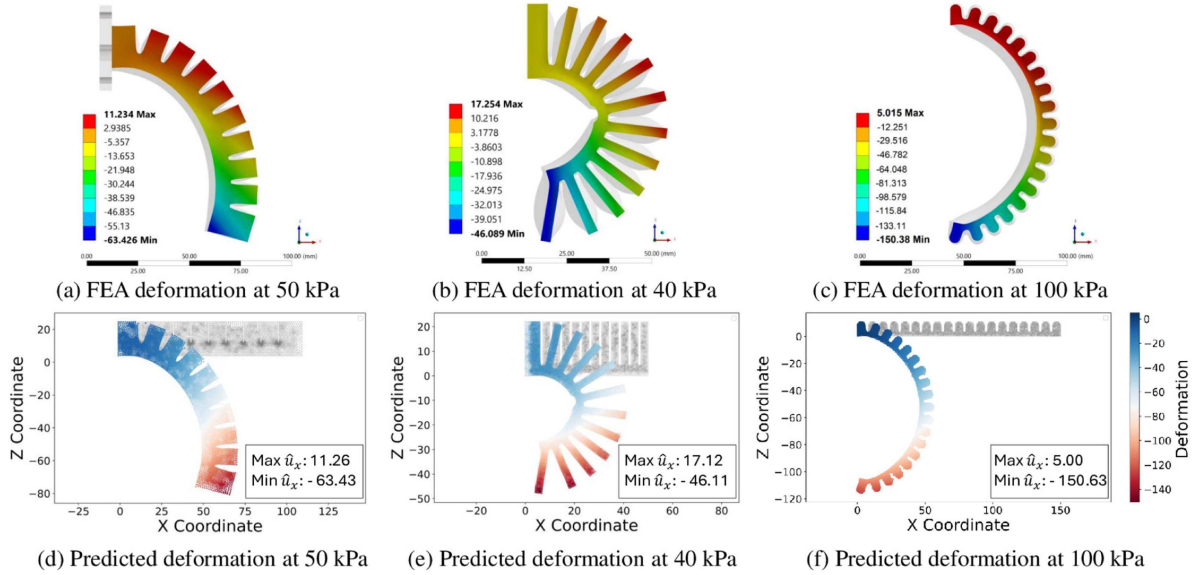 11.234 Max
2.9385
-5.357
-13.653
-21.948
-30.244
-38.539
-46.835
-55.13
-63.426 Min
0.00 50.00 100.00 (mm)
25.00 75.00
(a) FEA deformation at 50 kPa
17.254 Max
10.216
3.1778
-3.8603
-10.898
-17.936
-24.975
-32.013
-39.051
-46.089 Min
0.00 25.00 50.00 (mm)
12.50 37.50
(b) FEA deformation at 40 kPa
5.015 Max
-12.251
-29.516
-46.782
-64.048
-81.313
-98.579
-115.84
-133.11
-150.38 Min
0.00 50.00 100.00 (mm)
25.00 75.00
(c) FEA deformation at 100 kPa
Z Coordinate
20
0
−20
−40
−60
−80
Max û𝑥: 11.26
Min û𝑥: - 63.43
0 50 100
X Coordinate
(d) Predicted deformation at 50 kPa
Z Coordinate
20
10
0
−10
−20
−30
−40
−50
Max û𝑥: 17.12
Min û𝑥: - 46.11
−40 −20 0 20 40 60 80
X Coordinate
(e) Predicted deformation at 40 kPa
Z Coordinate
0
−20
−40
−60
−80
−100
−120
Max û𝑥: 5.00
Min û𝑥: - 150.63
0 50 100 150
X Coordinate
(f) Predicted deformation at 100 kPa
0
−20
−40
−60
−80
−100
−120
−140
Deformation